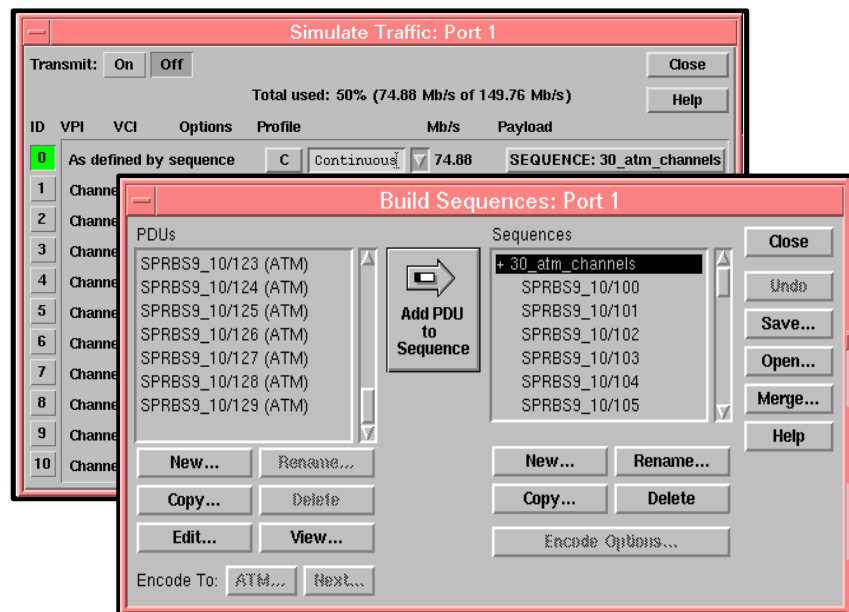 Simulate Traffic: Port 1
Transmit: On Off Close
Total used: 50% (74.88 Mb/s of 149.76 Mb/s) Help
ID VPI VCI Options Profile Mb/s Payload
0 As defined by sequence C Continuous 74.88 SEQUENCE: 30_atm_channels
1 Channe
2 Channe
3 Channe
4 Channe
5 Channe
6 Channe
7 Channe
8 Channe
9 Channe
10 Channe
Build Sequences: Port 1
PDUs
SPRBS9_10/123 (ATM)
SPRBS9_10/124 (ATM)
SPRBS9_10/125 (ATM)
SPRBS9_10/126 (ATM)
SPRBS9_10/127 (ATM)
SPRBS9_10/128 (ATM)
SPRBS9_10/129 (ATM)
New... Rename...
Copy... Delete
Edit... View...
Encode To: ATM... Next...
Add PDU
to
Sequence
Sequences
+ 30_atm_channels
SPRBS9_10/100
SPRBS9_10/101
SPRBS9_10/102
SPRBS9_10/103
SPRBS9_10/104
SPRBS9_10/105
New... Rename...
Copy... Delete
Encode Options...
Close
Undo
Save...
Open...
Merge...
Help